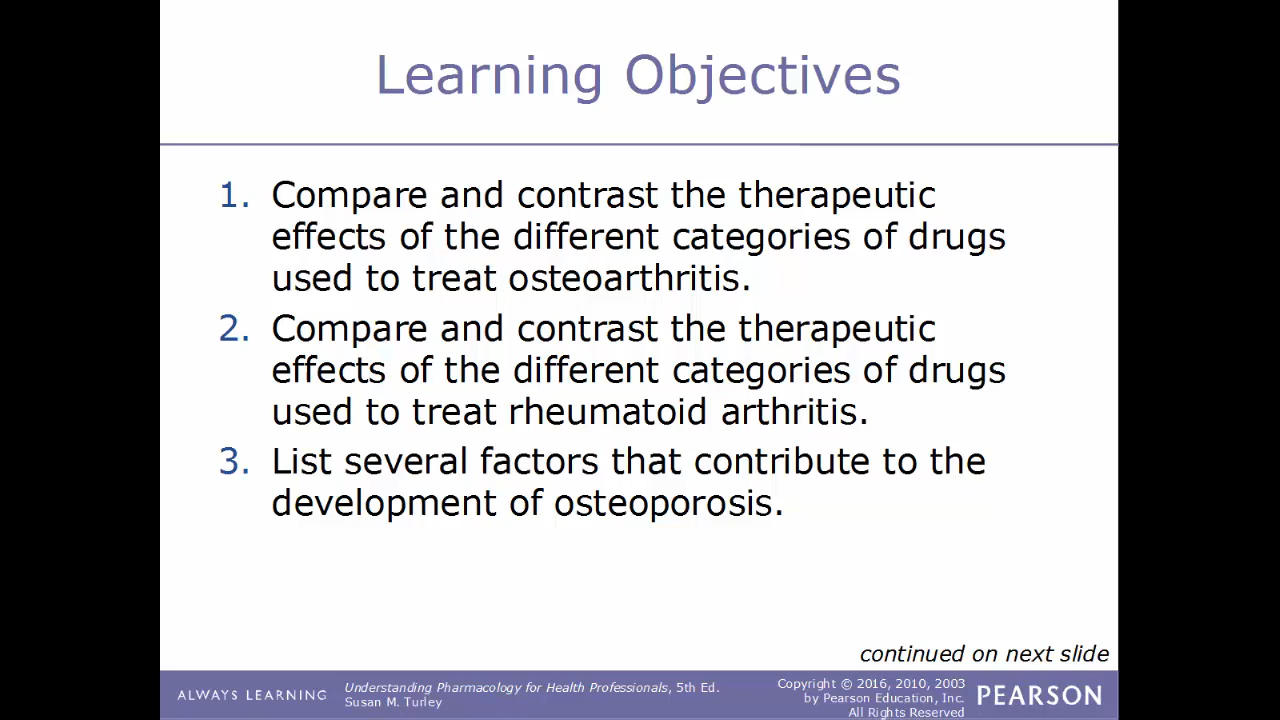 Learning Objectives
1. Compare and contrast the therapeutic
effects of the different categories of drugs
used to treat osteoarthritis.
2. Compare and contrast the therapeutic
effects of the different categories of drugs
used to treat rheumatoid arthritis.
3. List several factors that contribute to the
development of osteoporosis.
continued on next slide
ALWAYS LEARNING
Understanding Pharmacology for Health Professionals, 5th Ed.
Susan M. Turley
Copyright © 2016, 2010, 2003
by Pearson Education, Inc.
All Rights Reserved
PEARSON